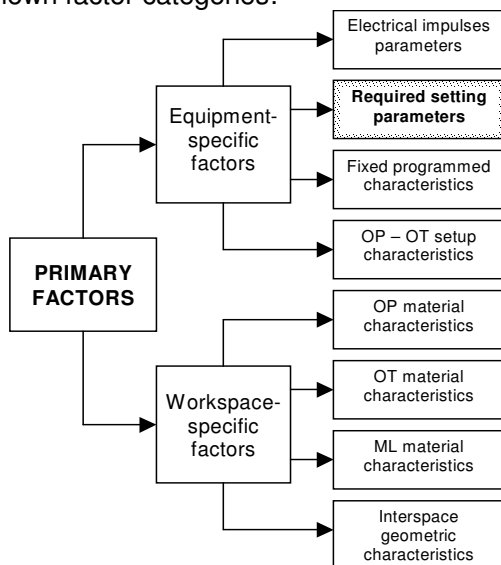 own factor categories:
Electrical impulses
parameters
Required setting
parameters
Equipment-
specific
factors
Fixed programmed
characteristics
OP – OT setup
characteristics
PRIMARY
FACTORS
OP material
characteristics
OT material
characteristics
Workspace-
specific
factors
ML material
characteristics
Interspace
geometric
characteristics